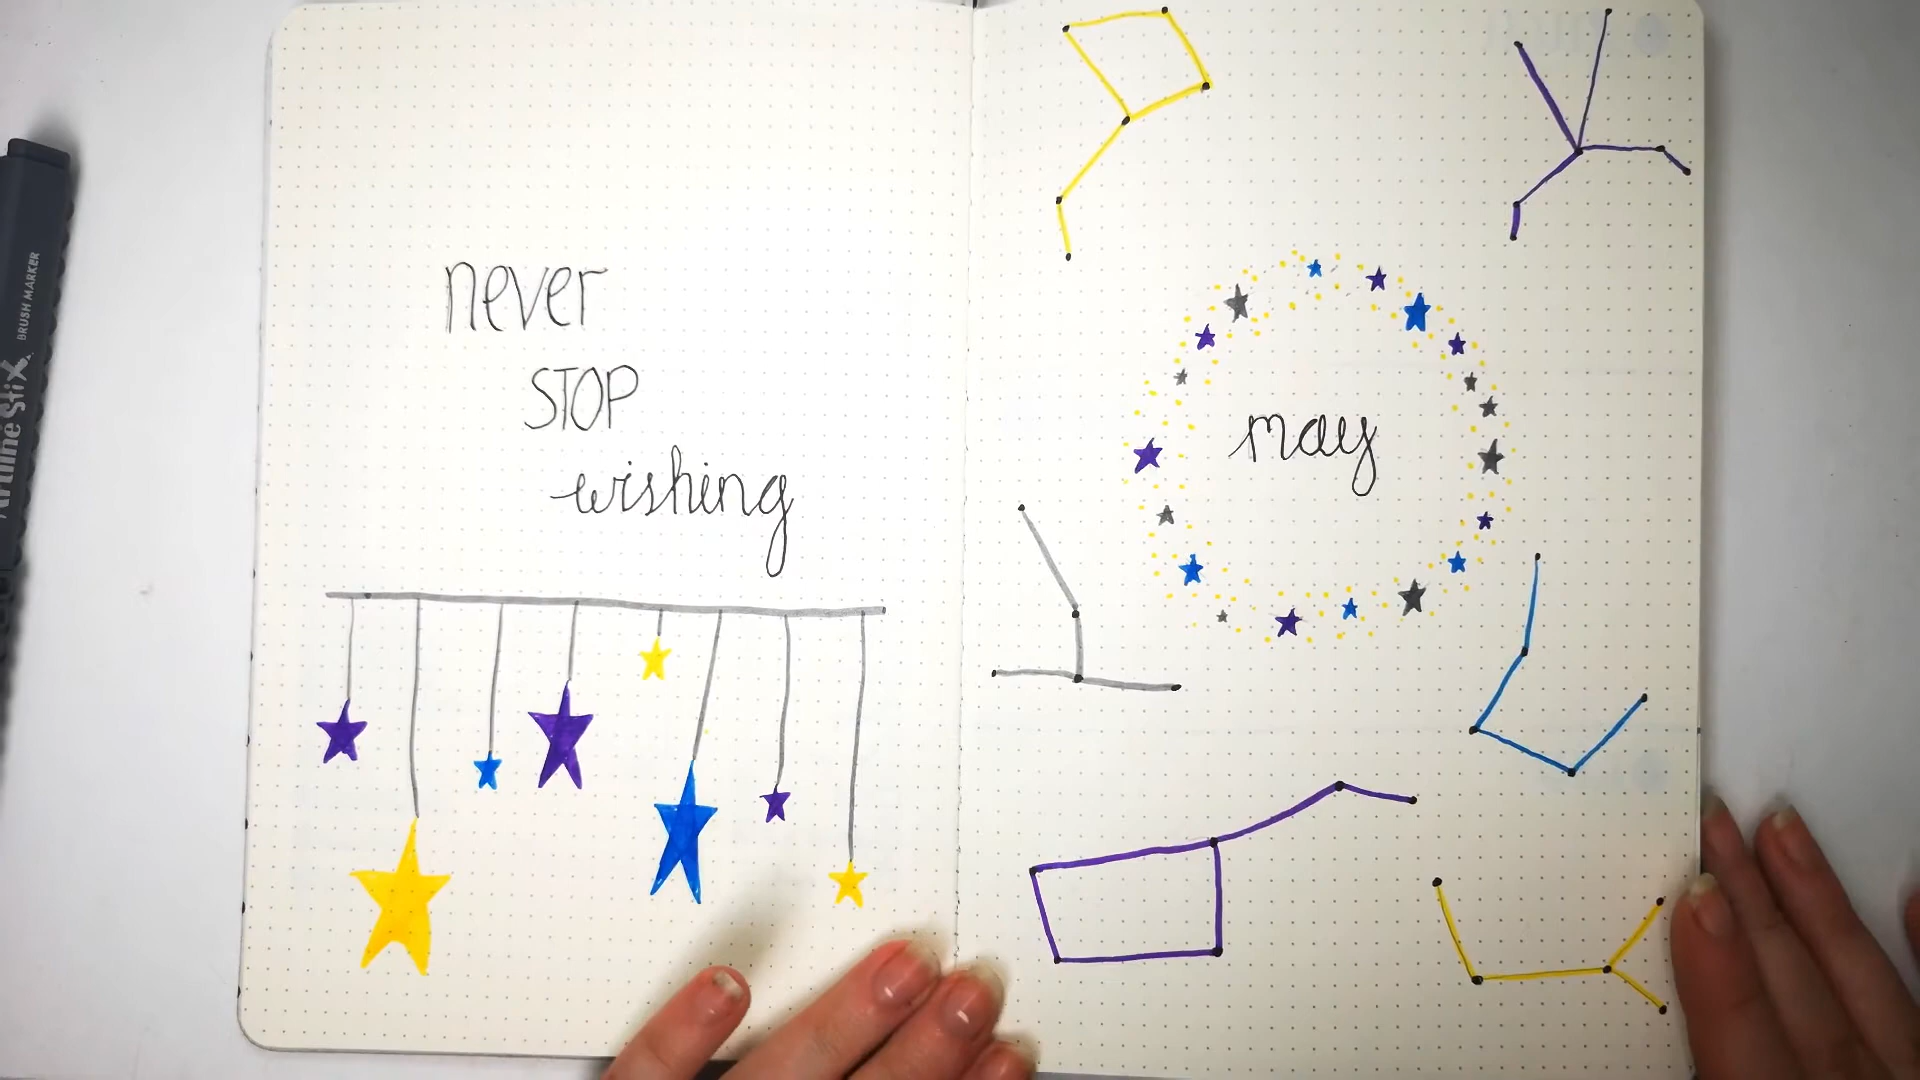 never
STOP
wishing
may
Artline Stix
BRUSH MARKER